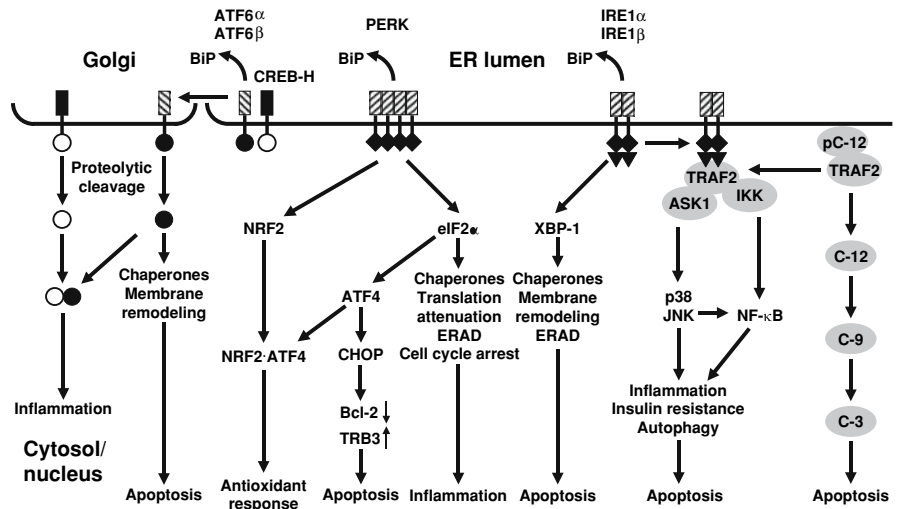 ATF6α
ATF6β
BiP
CREB-H
Golgi
PERK
BiP
ER lumen
IRE1α
IRE1β
BiP
Proteolytic
cleavage
Chaperones
Membrane
remodeling
Inflammation
Cytosol/
nucleus
Apoptosis
NRF2
eIF2α
ATF4
NRF2·ATF4
Antioxidant
response
CHOP
Bcl-2
TRB3
Apoptosis
Chaperones
Translation
attenuation
ERAD
Cell cycle arrest
Inflammation
XBP-1
Chaperones
Membrane
remodeling
ERAD
Apoptosis
TRAF2
ASK1
IKK
p38
JNK
NF-κB
Inflammation
Insulin resistance
Autophagy
Apoptosis
pC-12
TRAF2
C-12
C-9
C-3
Apoptosis